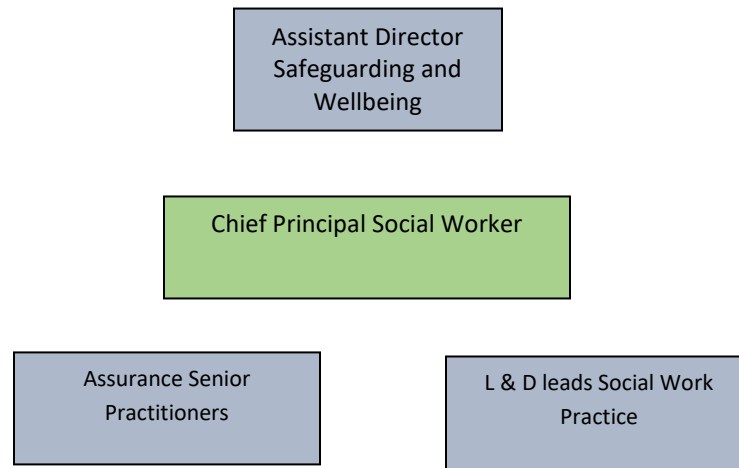 Assistant Director
Safeguarding and
Wellbeing
Chief Principal Social Worker
Assurance Senior
Practitioners
L & D leads Social Work
Practice